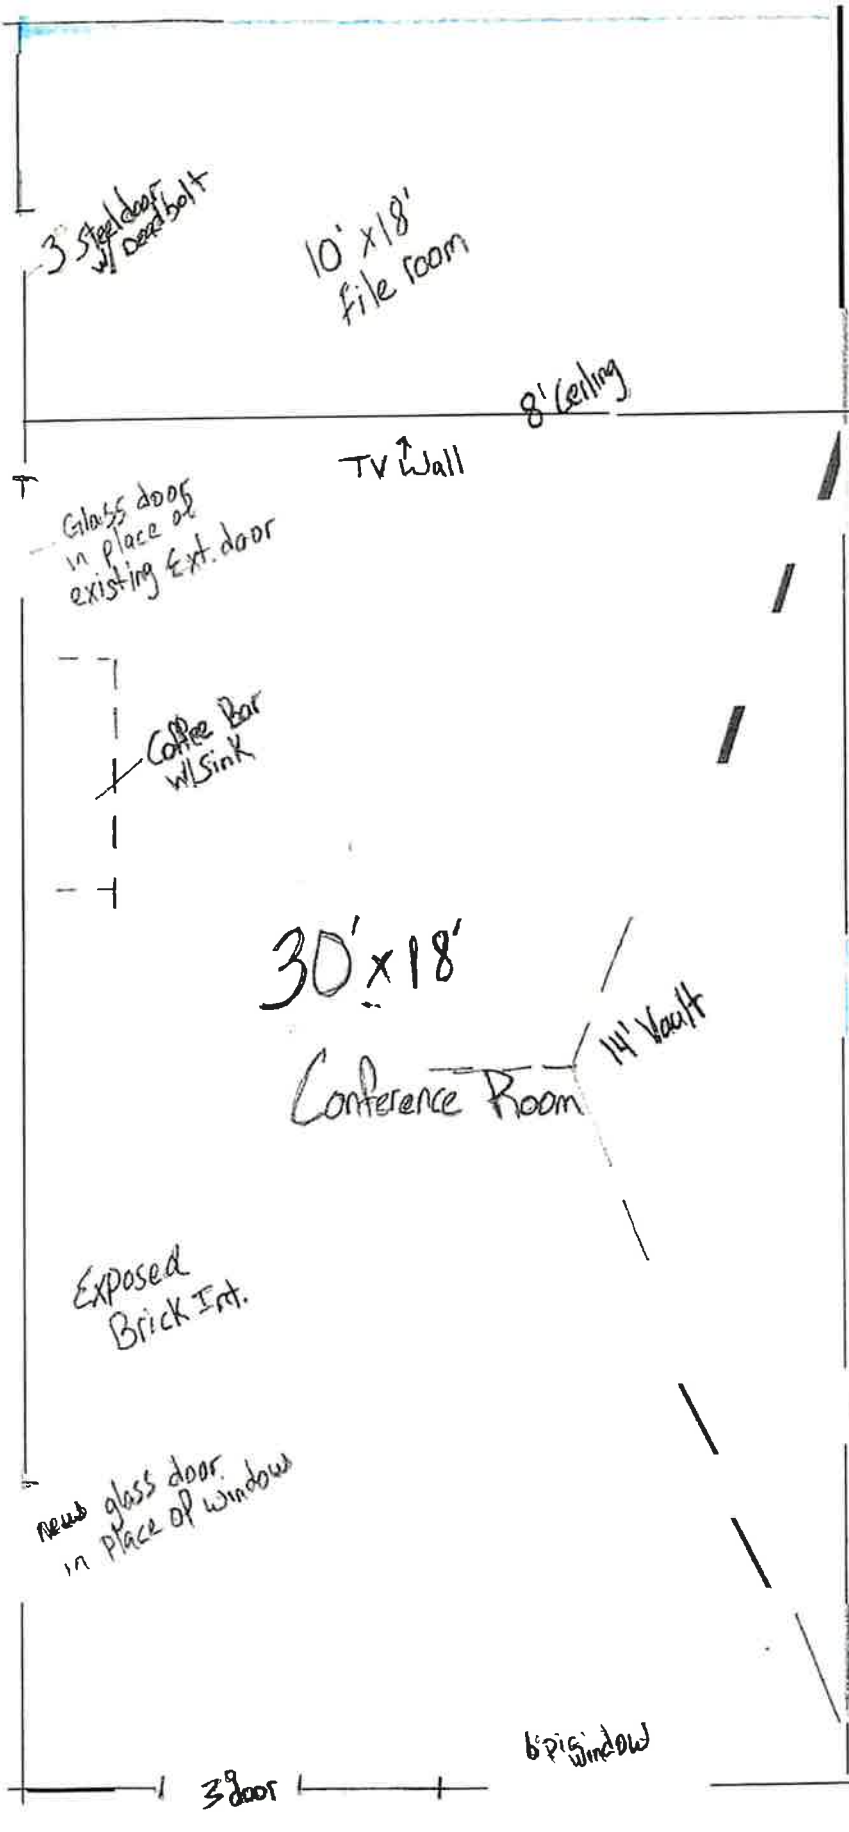 3° Steel door
w/ Deadbolt
10' x 18'
file room
8' Ceiling
TV Wall
Glass door
in place of
existing Ext. door
Coffee Bar
w/ Sink
30' x 18'
14' Vault
Conference Room
Exposed
Brick Int.
new glass door
in place of window
6° pic
window
3° door